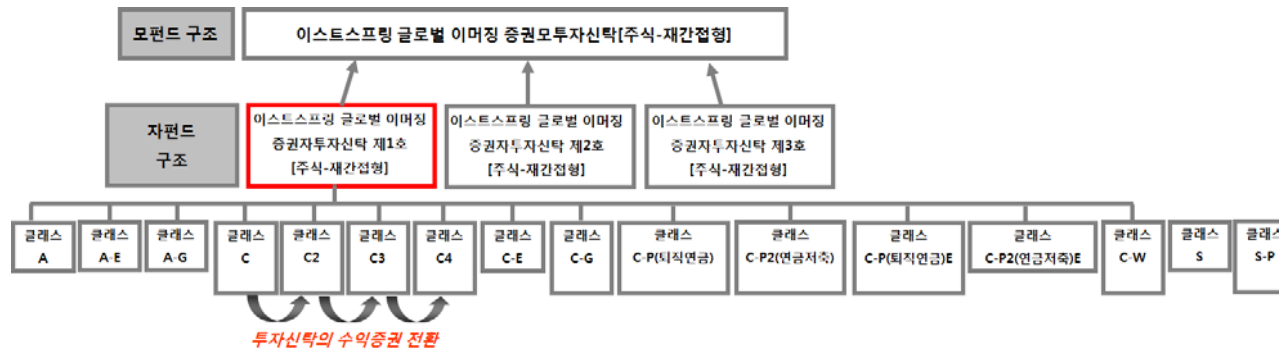 모펀드 구조
이스트스프링 글로벌 이머징 증권모투자신탁[주식-재간접형]
자펀드
구조
이스트스프링 글로벌 이머징
증권자투자신탁 제1호
[주식-재간접형]
이스트스프링 글로벌 이머징
증권자투자신탁 제2호
[주식-재간접형]
이스트스프링 글로벌 이머징
증권자투자신탁 제3호
[주식-재간접형]
클래스
A
클래스
A-E
클래스
A-G
클래스
C
클래스
C2
클래스
C3
클래스
C4
클래스
C-E
클래스
C-G
클래스
C-P(퇴직연금)
클래스
C-P2(연금저축)
클래스
C-P(퇴직연금)E
클래스
C-P2(연금저축)E
클래스
C-W
클래스
S
클래스
S-P
투자신탁의 수익증권 전환